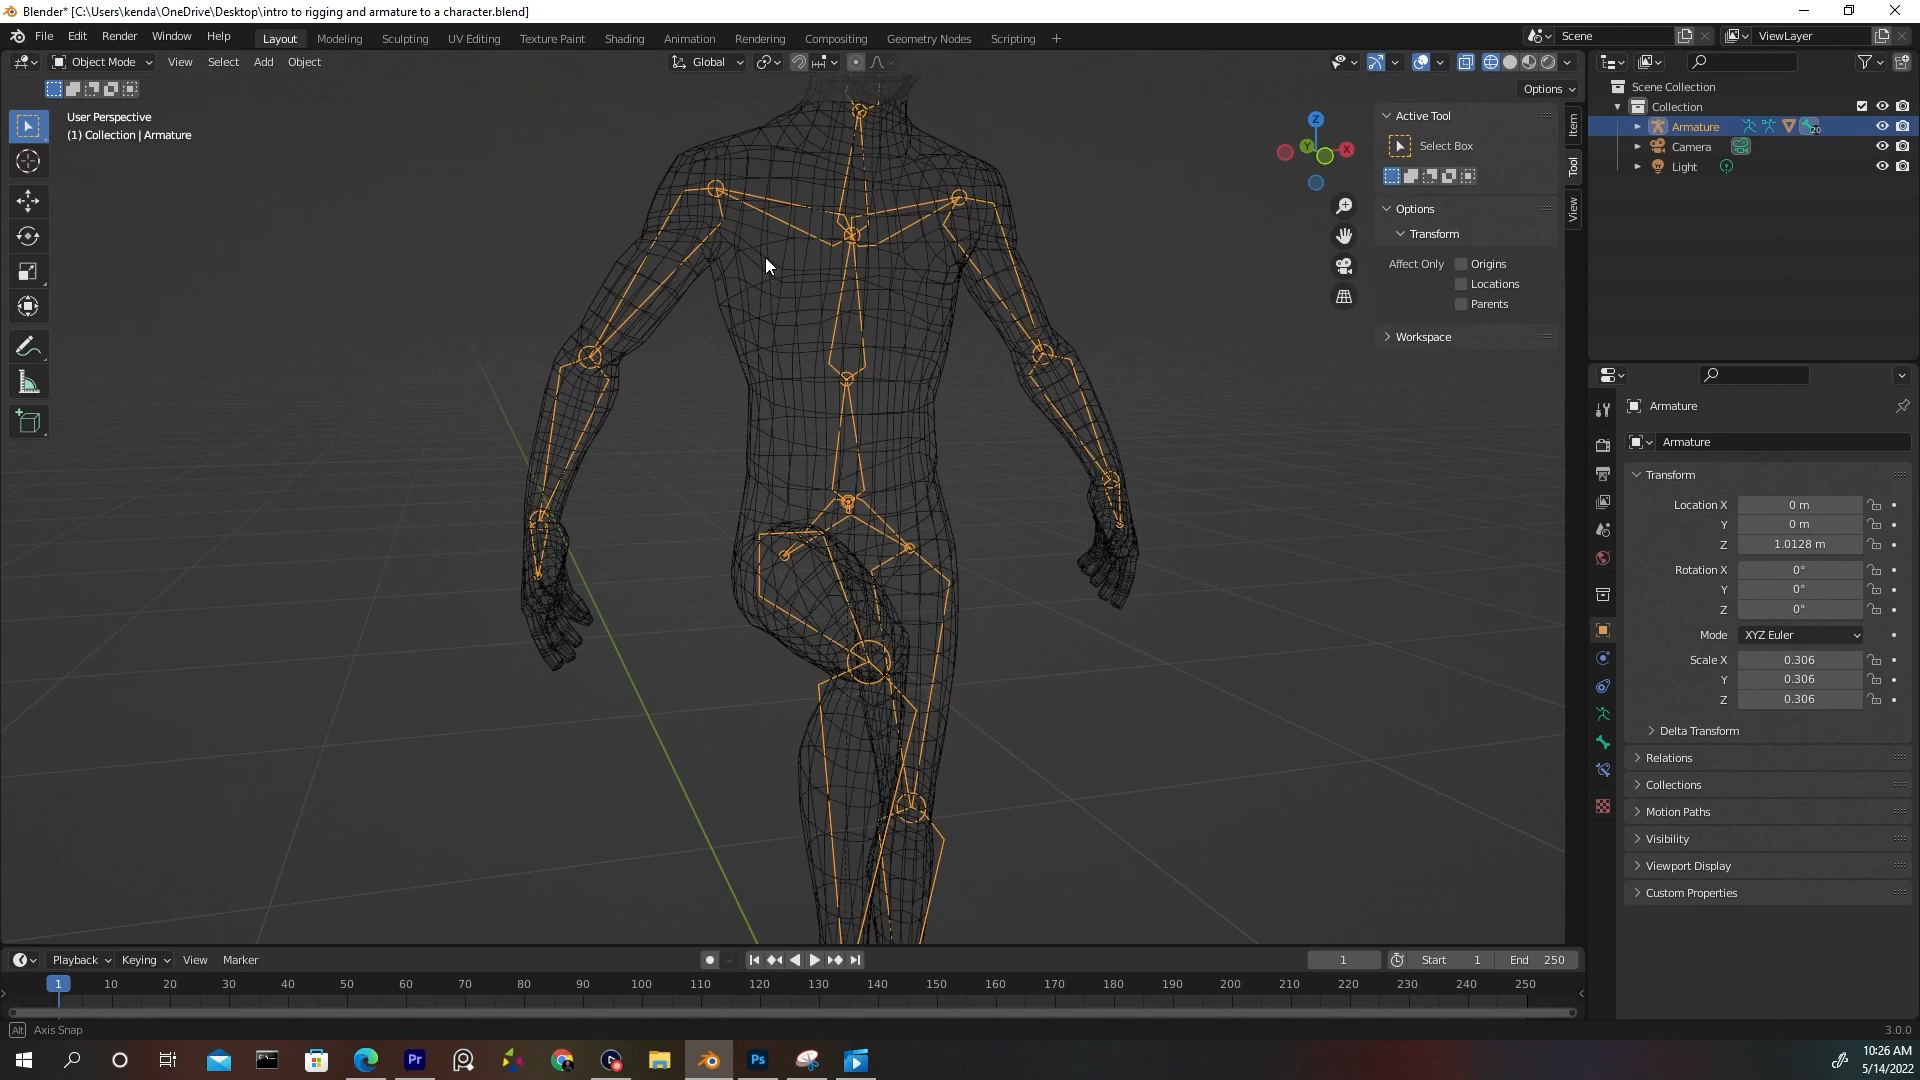 Blender* [C:\Users\kenda\OneDrive\Desktop\intro to rigging and armature to a character.blend]
File Edit Render Window Help
Layout Modeling Sculpting UV Editing Texture Paint Shading Animation Rendering Compositing Geometry Nodes Scripting +
Scene
ViewLayer
Object Mode View Select Add Object
Global
Options
User Perspective
(1) Collection | Armature
Z
Y
X
Active Tool
Select Box
Options
Transform
Affect Only Origins
Locations
Parents
Workspace
Item
Tool
View
Scene Collection
Collection
Armature 20
Camera
Light
Armature
Armature
Transform
Location X 0 m
Y 0 m
Z 1.0128 m
Rotation X 0°
Y 0°
Z 0°
Mode XYZ Euler
Scale X 0.306
Y 0.306
Z 0.306
Delta Transform
Relations
Collections
Motion Paths
Visibility
Viewport Display
Custom Properties
Playback Keying View Marker
1 Start 1 End 250
1 10 20 30 40 50 60 70 80 90 100 110 120 130 140 150 160 170 180 190 200 210 220 230 240 250
Alt Axis Snap
3.0.0
Pr
Ps
10:26 AM
5/14/2022